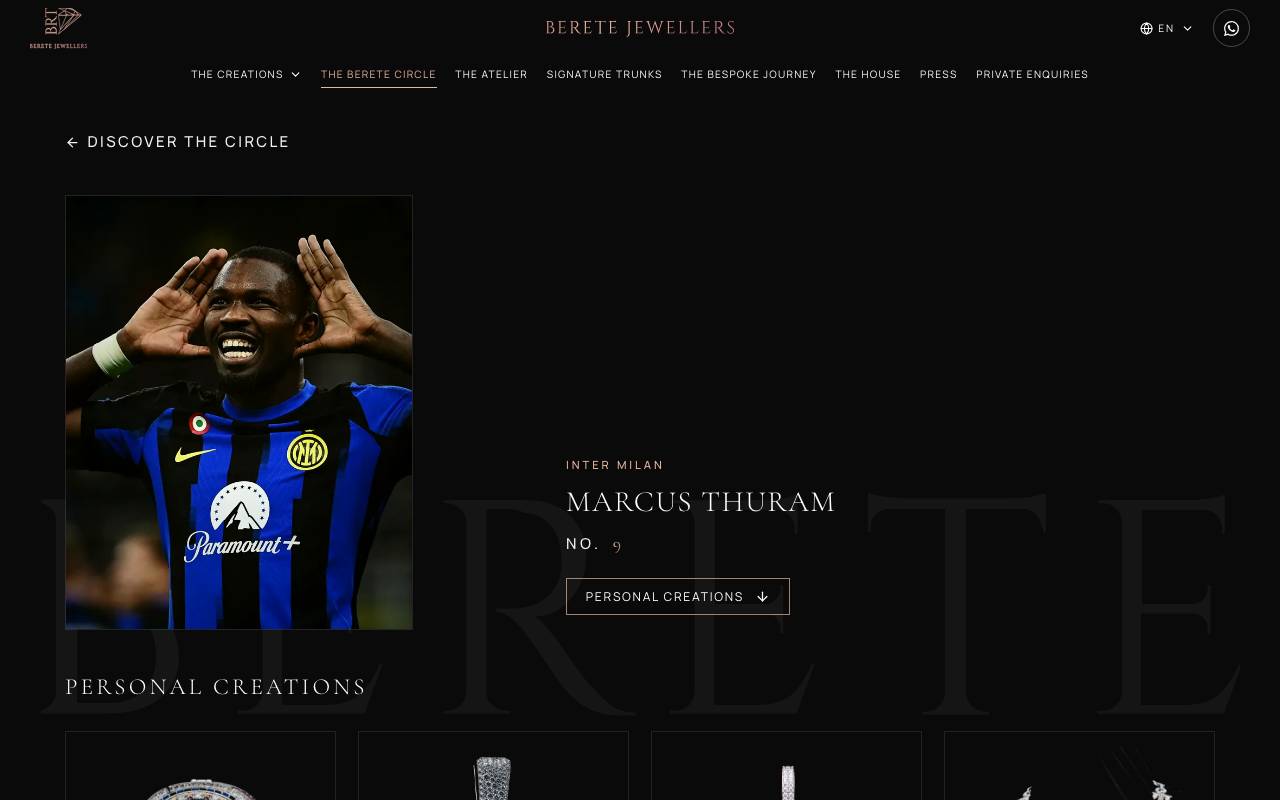 BRT
BERETE JEWELLERS
BERETE JEWELLERS
EN
THE CREATIONS
THE BERETE CIRCLE
THE ATELIER
SIGNATURE TRUNKS
THE BESPOKE JOURNEY
THE HOUSE
PRESS
PRIVATE ENQUIRIES
DISCOVER THE CIRCLE
Paramount+
INTER MILAN
MARCUS THURAM
NO. 9
PERSONAL CREATIONS
BERETE
PERSONAL CREATIONS